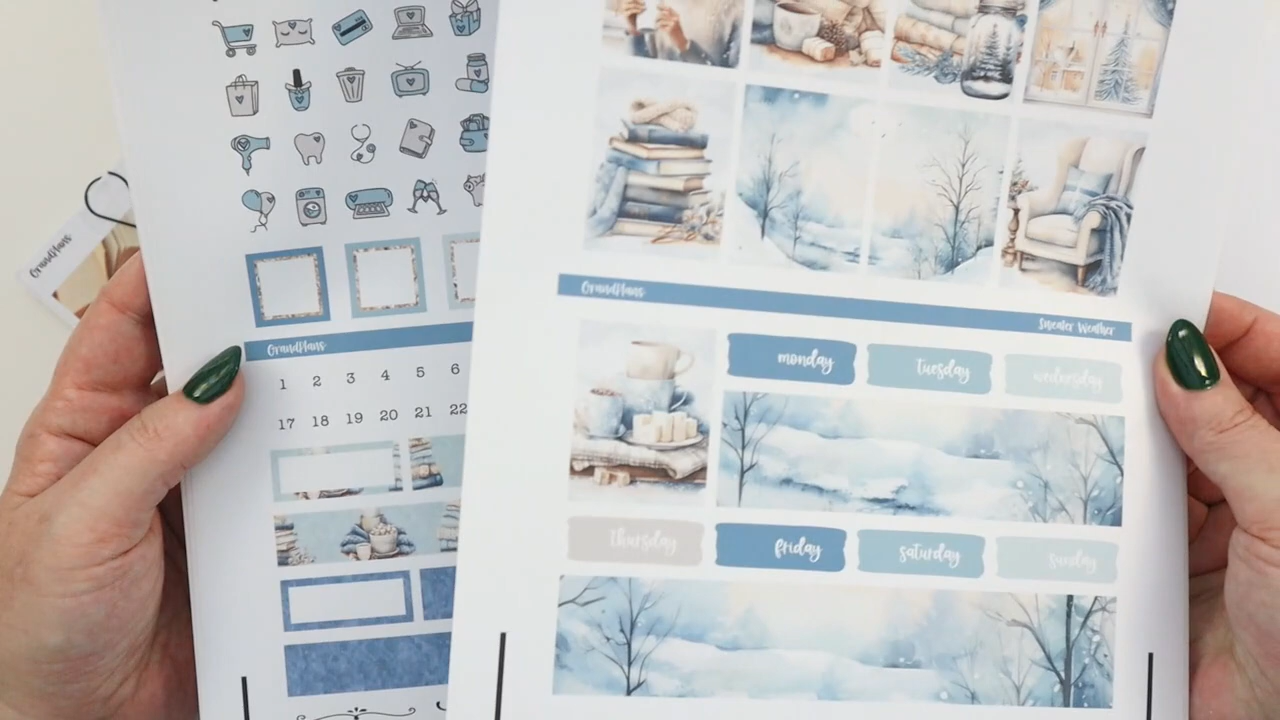 GrandPlans
GrandPlans
1 2 3 4 5 6
17 18 19 20 21 22
GrandPlans
Sweater Weather
monday
tuesday
wednesday
thursday
friday
saturday
sunday